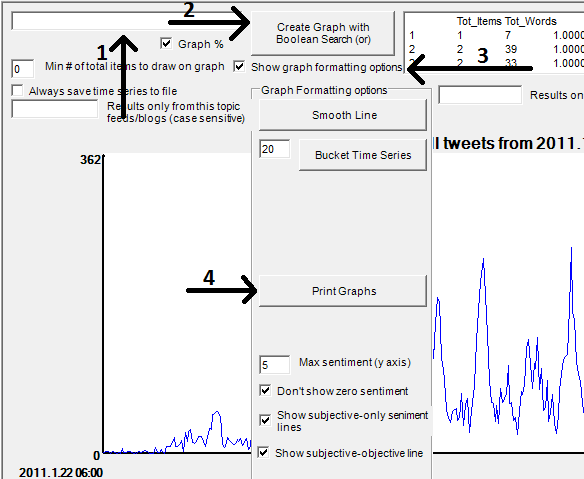 2
Create Graph with
Boolean Search (or)
Tot_Items Tot_Words
1 1 7 1.0000
2 2 39 1.0000
2 2 33 1.0000
1
Graph %
3
0 Min # of total items to draw on graph
Show graph formatting options
Always save time series to file
Results only from this topic
feeds/blogs (case sensitive)
Results on
Graph Formatting options
Smooth Line
20 Bucket Time Series
ll tweets from 2011.1
362
4
Print Graphs
5 Max sentiment (y axis)
Don't show zero sentiment
Show subjective-only seniment
lines
Show subjective-objective line
0
2011.1.22 06:00